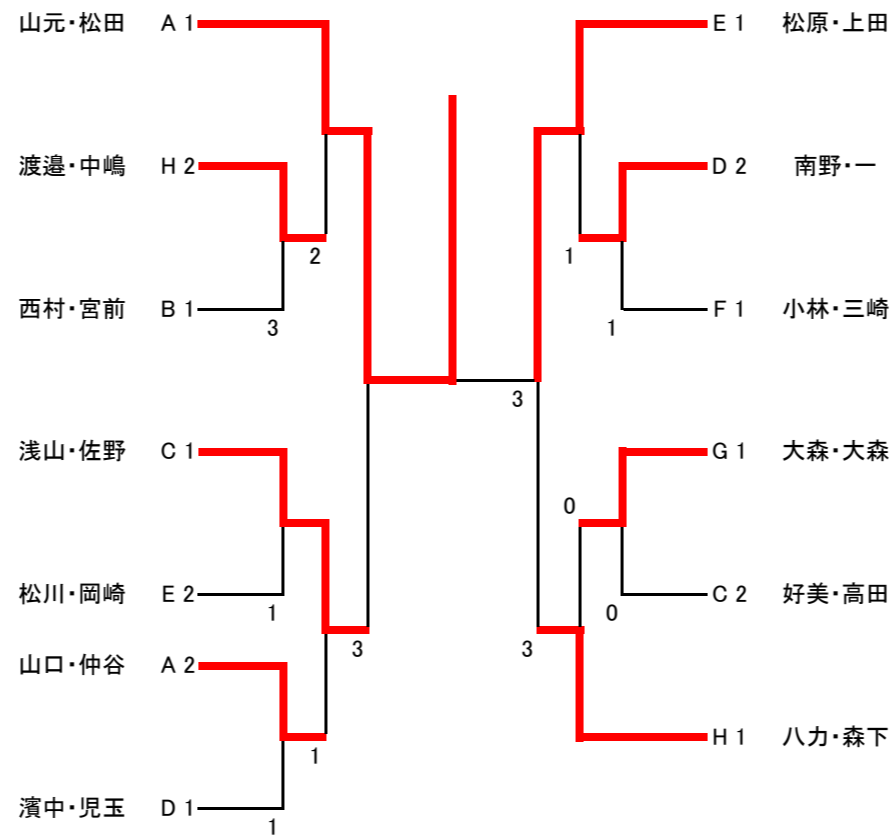 山元・松田 A 1
E 1 松原・上田
渡邉・中嶋 H 2
D 2 南野・一
2
1
西村・宮前 B 1
F 1 小林・三崎
3
1
3
浅山・佐野 C 1
G 1 大森・大森
0
松川・岡崎 E 2
C 2 好美・高田
1
0
3
3
山口・仲谷 A 2
H 1 八力・森下
1
濱中・児玉 D 1
1